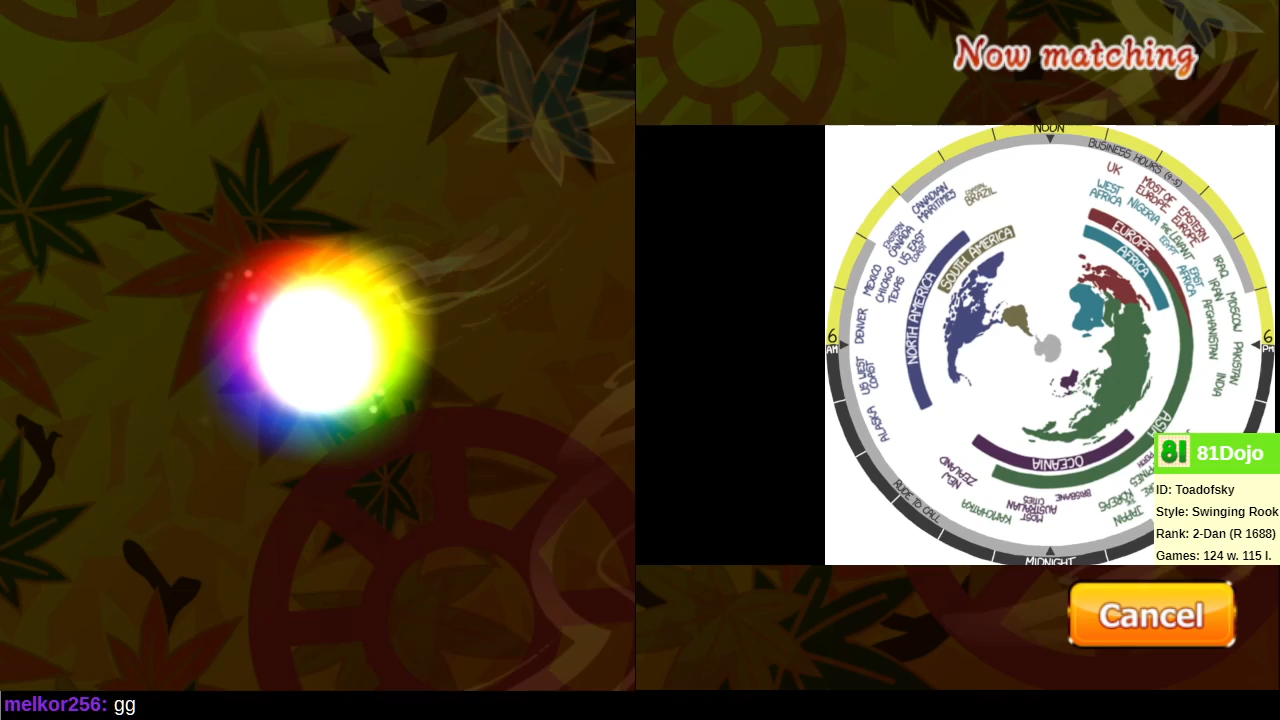 Now matching
NOON
BUSINESS HOURS (9-5)
UK
WEST AFRICA
MOST OF EUROPE
NIGERIA
EASTERN EUROPE
THE LEVANT
EGYPT
EAST AFRICA
IRAQ
IRAN
MOSCOW
AFGHANISTAN
PAKISTAN
INDIA
CANADIAN MARITIMES
BRAZIL
EASTERN CANADA
US EAST COAST
MEXICO
CHICAGO
TEXAS
DENVER
US WEST COAST
ALASKA
EUROPE
AFRICA
SOUTH AMERICA
NORTH AMERICA
OCEANIA
6 AM
6 PM
NEW ZEALAND
KAMCHATKA
MOST AUSTRALIAN CITIES
BRISBANE
JAPAN
RUDE TO CALL
MIDNIGHT
81 81Dojo
ID: Toadofsky
Style: Swinging Rook
Rank: 2-Dan (R 1688)
Games: 124 w. 115 l.
Cancel
melkor256: gg